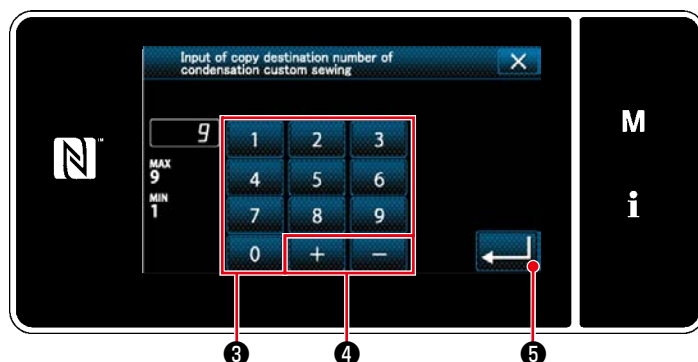 Input of copy destination number of
condensation custom sewing
9
MAX
9
MIN
1
1 2 3
4 5 6
7 8 9
0 + −
N™
M
i
❸ ❹ ❺